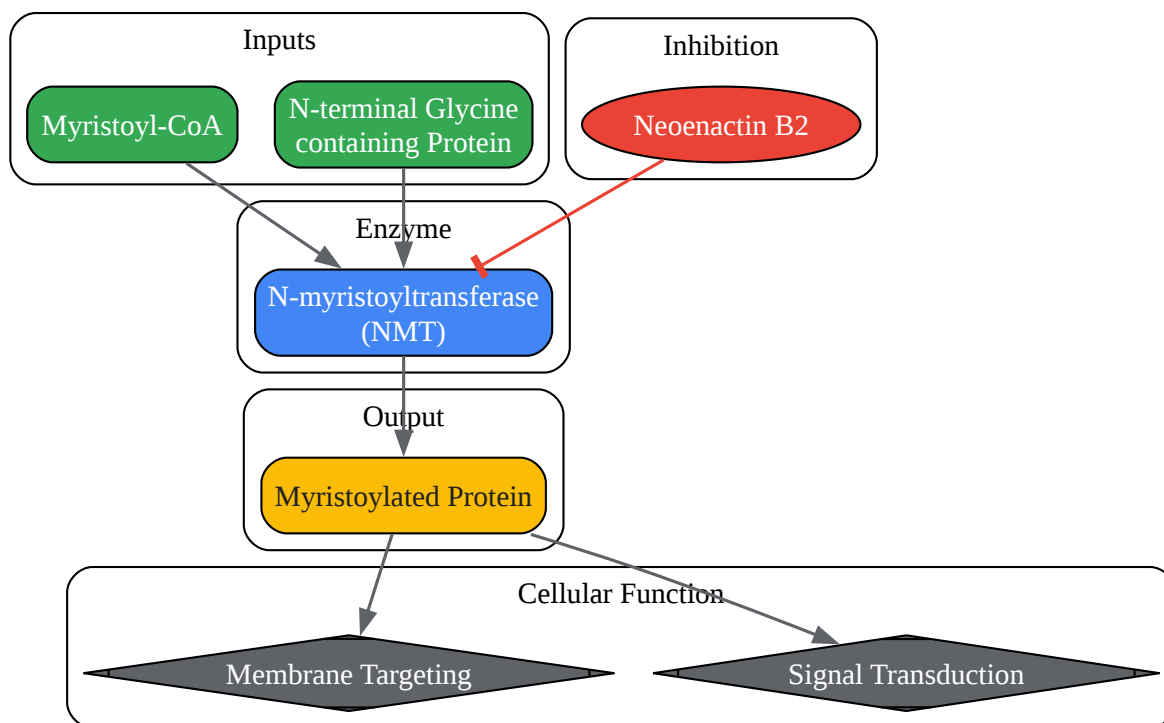 Inputs
Inhibition
Myristoyl-CoA
N-terminal Glycine
containing Protein
Neoenactin B2
Enzyme
N-myristoyltransferase
(NMT)
Output
Myristoylated Protein
Cellular Function
Membrane Targeting
Signal Transduction